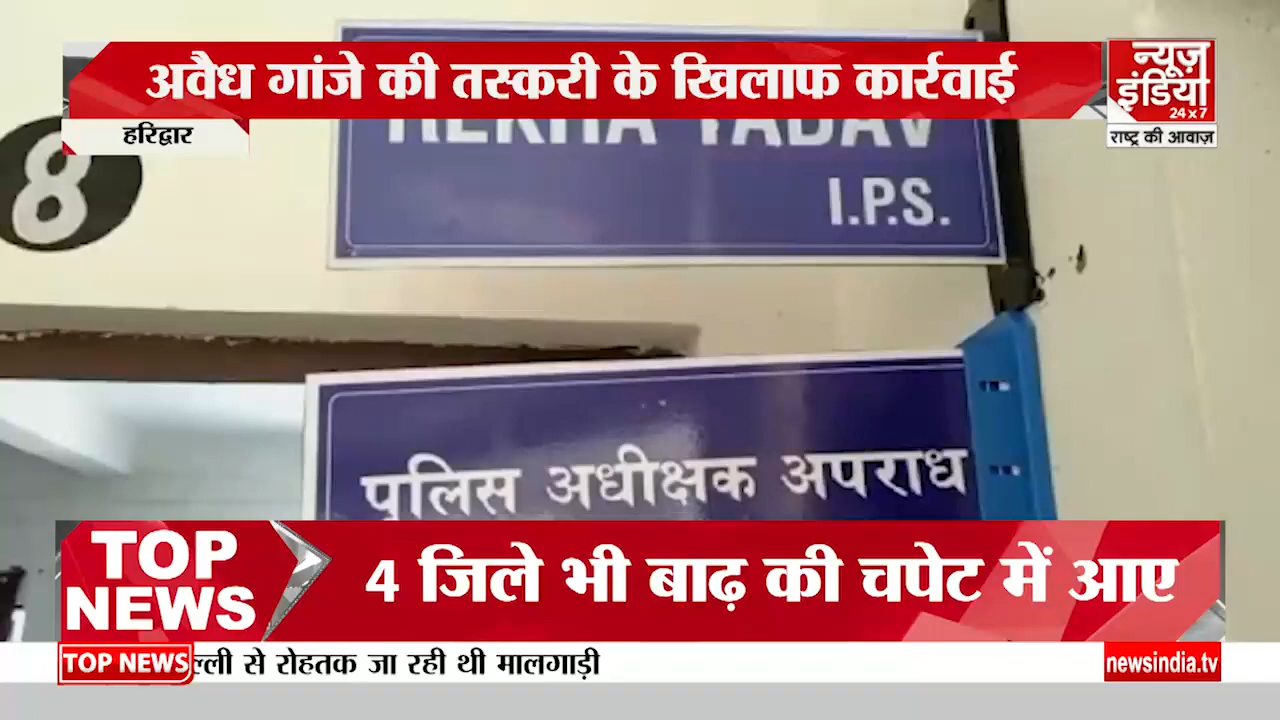 अवैध गांजे की तस्करी के खिलाफ कार्रवाई
न्यूज़
इंडिया
24x7
राष्ट्र की आवाज़
हरिद्वार
8
REKHA YADAV
I.P.S.
पुलिस अधीक्षक अपराध
TOP
NEWS
4 जिले भी बाढ़ की चपेट में आए
TOP NEWS
ल्ली से रोहतक जा रही थी मालगाड़ी
newsindia.tv